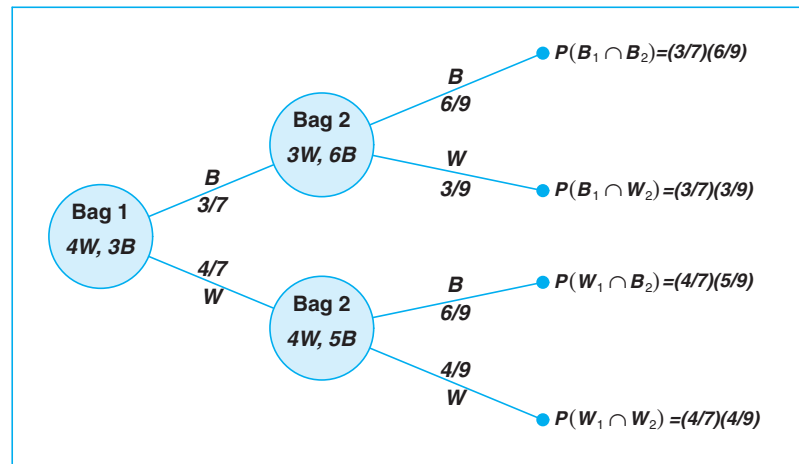 B
6/9
P(B₁ ∩ B₂)=(3/7)(6/9)
Bag 2
3W, 6B
W
3/9
P(B₁ ∩ W₂)=(3/7)(3/9)
B
3/7
Bag 1
4W, 3B
4/7
W
Bag 2
4W, 5B
B
6/9
P(W₁ ∩ B₂)=(4/7)(5/9)
4/9
W
P(W₁ ∩ W₂)=(4/7)(4/9)